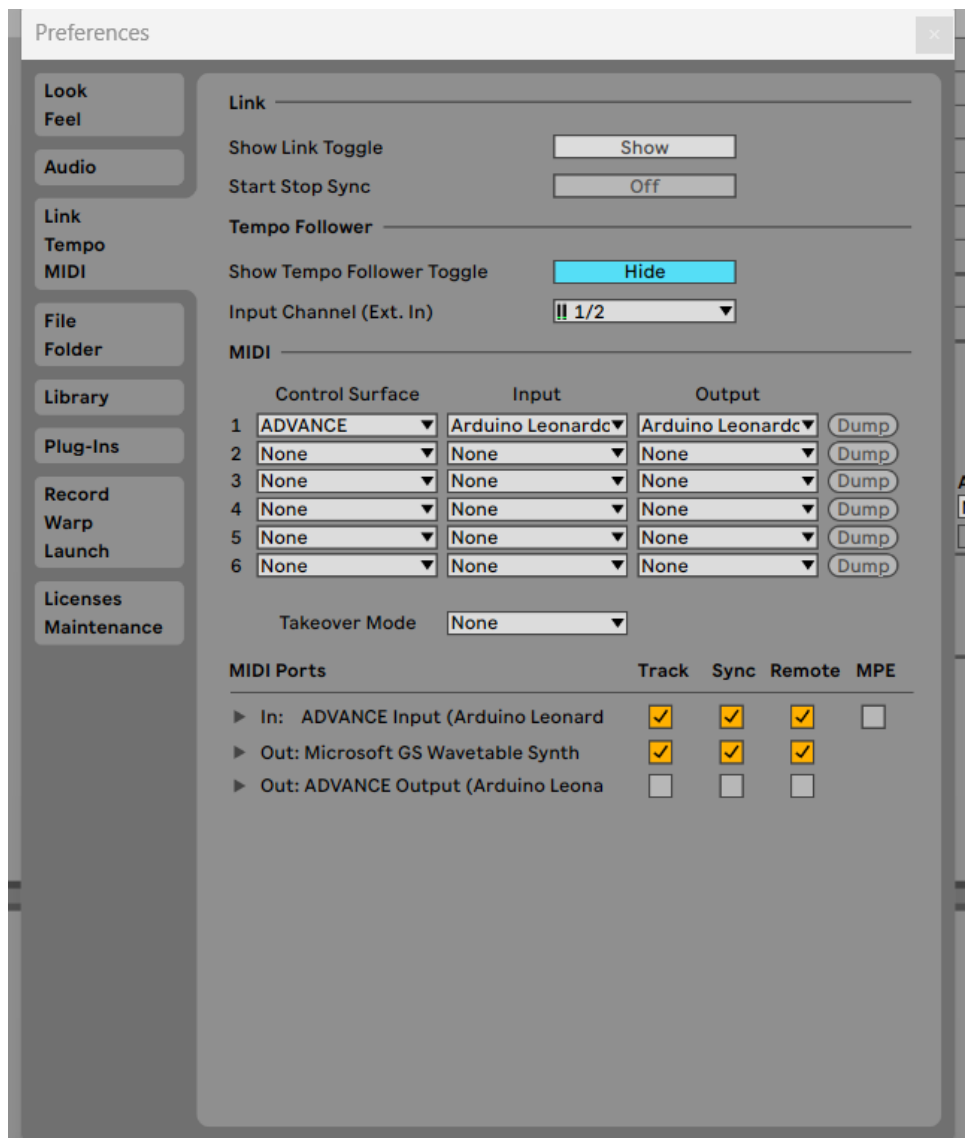 Preferences
Look
Feel
Audio
Link
Tempo
MIDI
File
Folder
Library
Plug-Ins
Record
Warp
Launch
Licenses
Maintenance
Link
Show Link Toggle Show
Start Stop Sync Off
Tempo Follower
Show Tempo Follower Toggle Hide
Input Channel (Ext. In) 1/2
MIDI
Control Surface Input Output
1 ADVANCE Arduino Leonardo Arduino Leonardo Dump
2 None None None Dump
3 None None None Dump
4 None None None Dump
5 None None None Dump
6 None None None Dump
Takeover Mode None
MIDI Ports Track Sync Remote MPE
In: ADVANCE Input (Arduino Leonard
Out: Microsoft GS Wavetable Synth
Out: ADVANCE Output (Arduino Leona